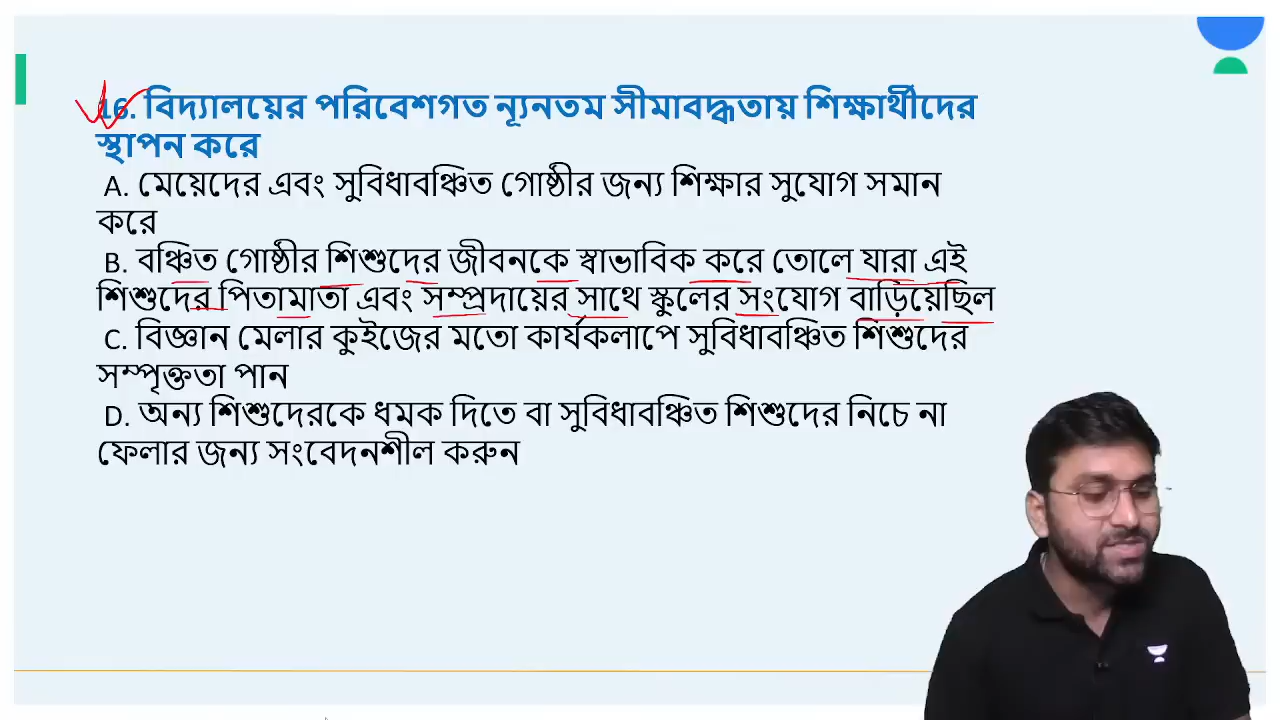 16. বিদ্যালয়ের পরিবেশগত ন্যূনতম সীমাবদ্ধতায় শিক্ষার্থীদের
স্থাপন করে
A. মেয়েদের এবং সুবিধাবঞ্চিত গোষ্ঠীর জন্য শিক্ষার সুযোগ সমান
করে
B. বঞ্চিত গোষ্ঠীর শিশুদের জীবনকে স্বাভাবিক করে তোলে যারা এই
শিশুদের পিতামাতা এবং সম্প্রদায়ের সাথে স্কুলের সংযোগ বাড়িয়েছিল
C. বিজ্ঞান মেলার কুইজের মতো কার্যকলাপে সুবিধাবঞ্চিত শিশুদের
সম্পৃক্ততা পান
D. অন্য শিশুদেরকে ধমক দিতে বা সুবিধাবঞ্চিত শিশুদের নিচে না
ফেলার জন্য সংবেদনশীল করুন